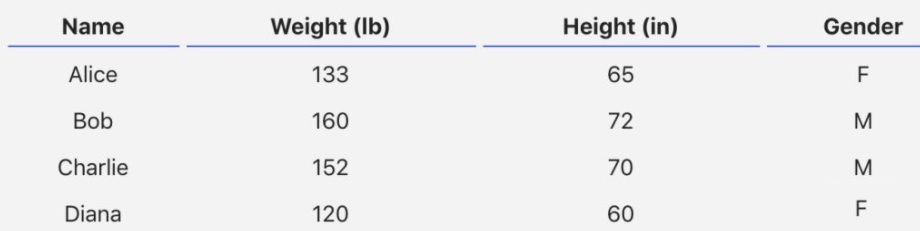 Name Weight (lb) Height (in) Gender
Alice 133 65 F
Bob 160 72 M
Charlie 152 70 M
Diana 120 60 F